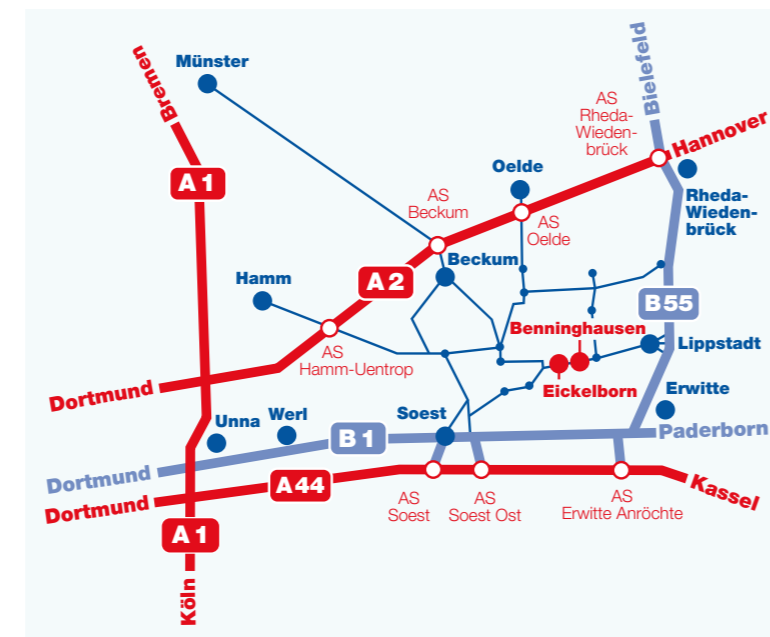 Bremen
Münster
Bielefeld
AS
Rheda-
Wieden-
brück
Hannover
A 1
Oelde
Rheda-
Wieden-
brück
AS
Beckum
AS
Oelde
Beckum
Hamm
A 2
B 55
Benninghausen
Lippstadt
AS
Hamm-Uentrop
Eickelborn
Dortmund
Erwitte
Unna
Werl
Soest
B 1
Paderborn
Dortmund
A 44
Kassel
Dortmund
AS
Soest
AS
Soest Ost
AS
Erwitte Anröchte
A 1
Köln